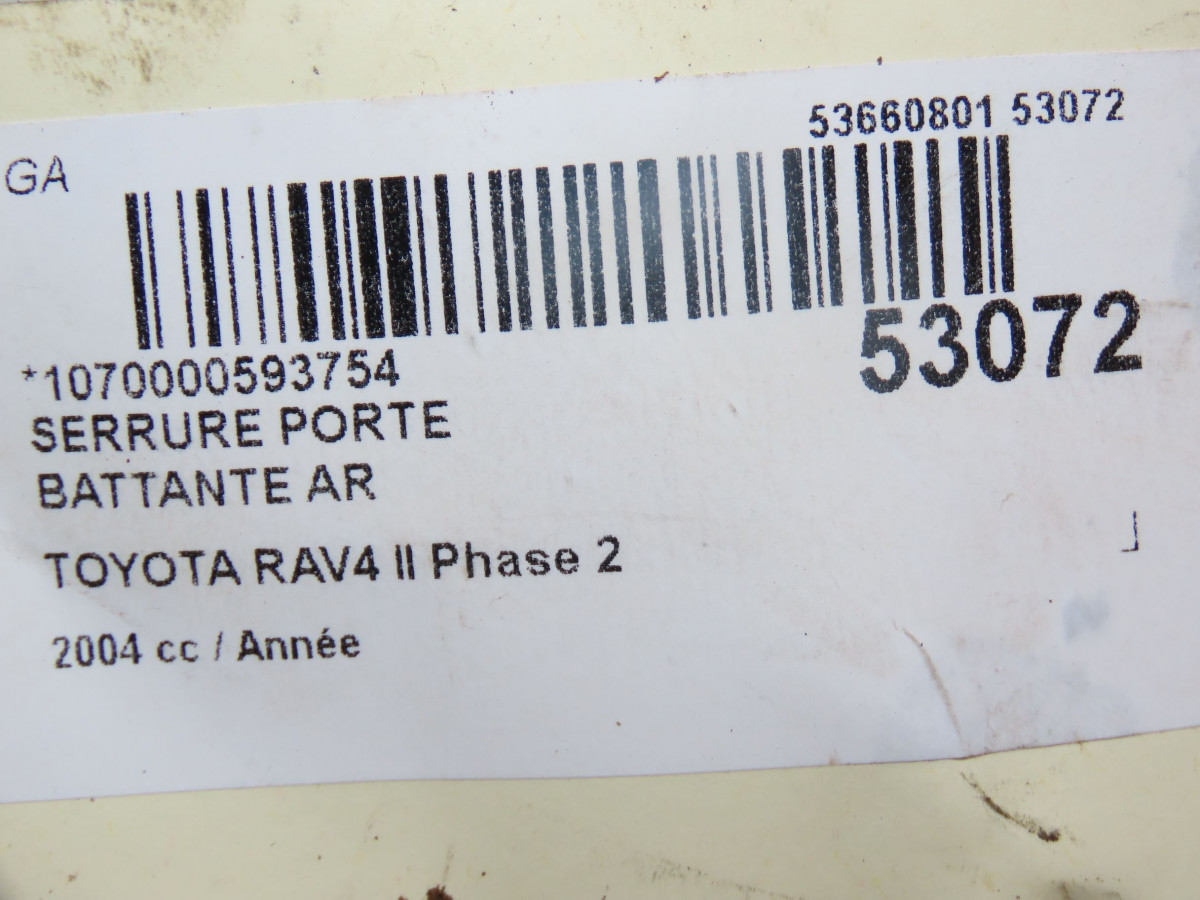 53660801 53072
GA
53072
*1070000593754
SERRURE PORTE
BATTANTE AR
TOYOTA RAV4 II Phase 2
2004 cc / Année